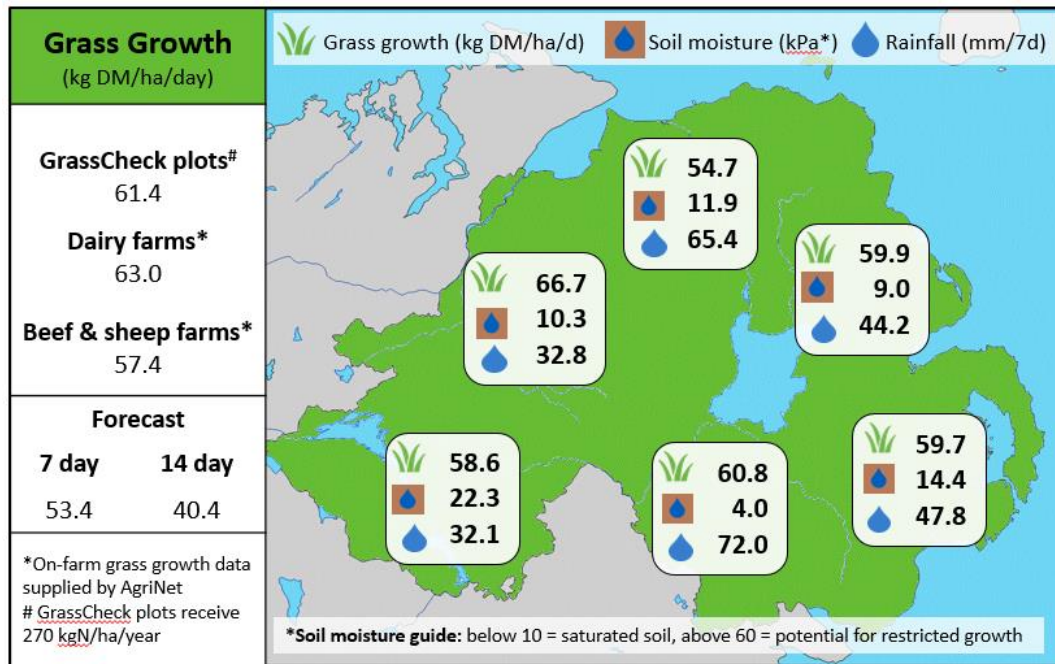 Grass Growth
(kg DM/ha/day)
GrassCheck plots#
61.4
Dairy farms*
63.0
Beef & sheep farms*
57.4
Forecast
7 day 14 day
53.4 40.4
*On-farm grass growth data
supplied by AgriNet
# GrassCheck plots receive
270 kgN/ha/year
Grass growth (kg DM/ha/d) Soil moisture (kPa*) Rainfall (mm/7d)
54.7
11.9
65.4
59.9
9.0
44.2
66.7
10.3
32.8
58.6
22.3
32.1
60.8
4.0
72.0
59.7
14.4
47.8
*Soil moisture guide: below 10 = saturated soil, above 60 = potential for restricted growth